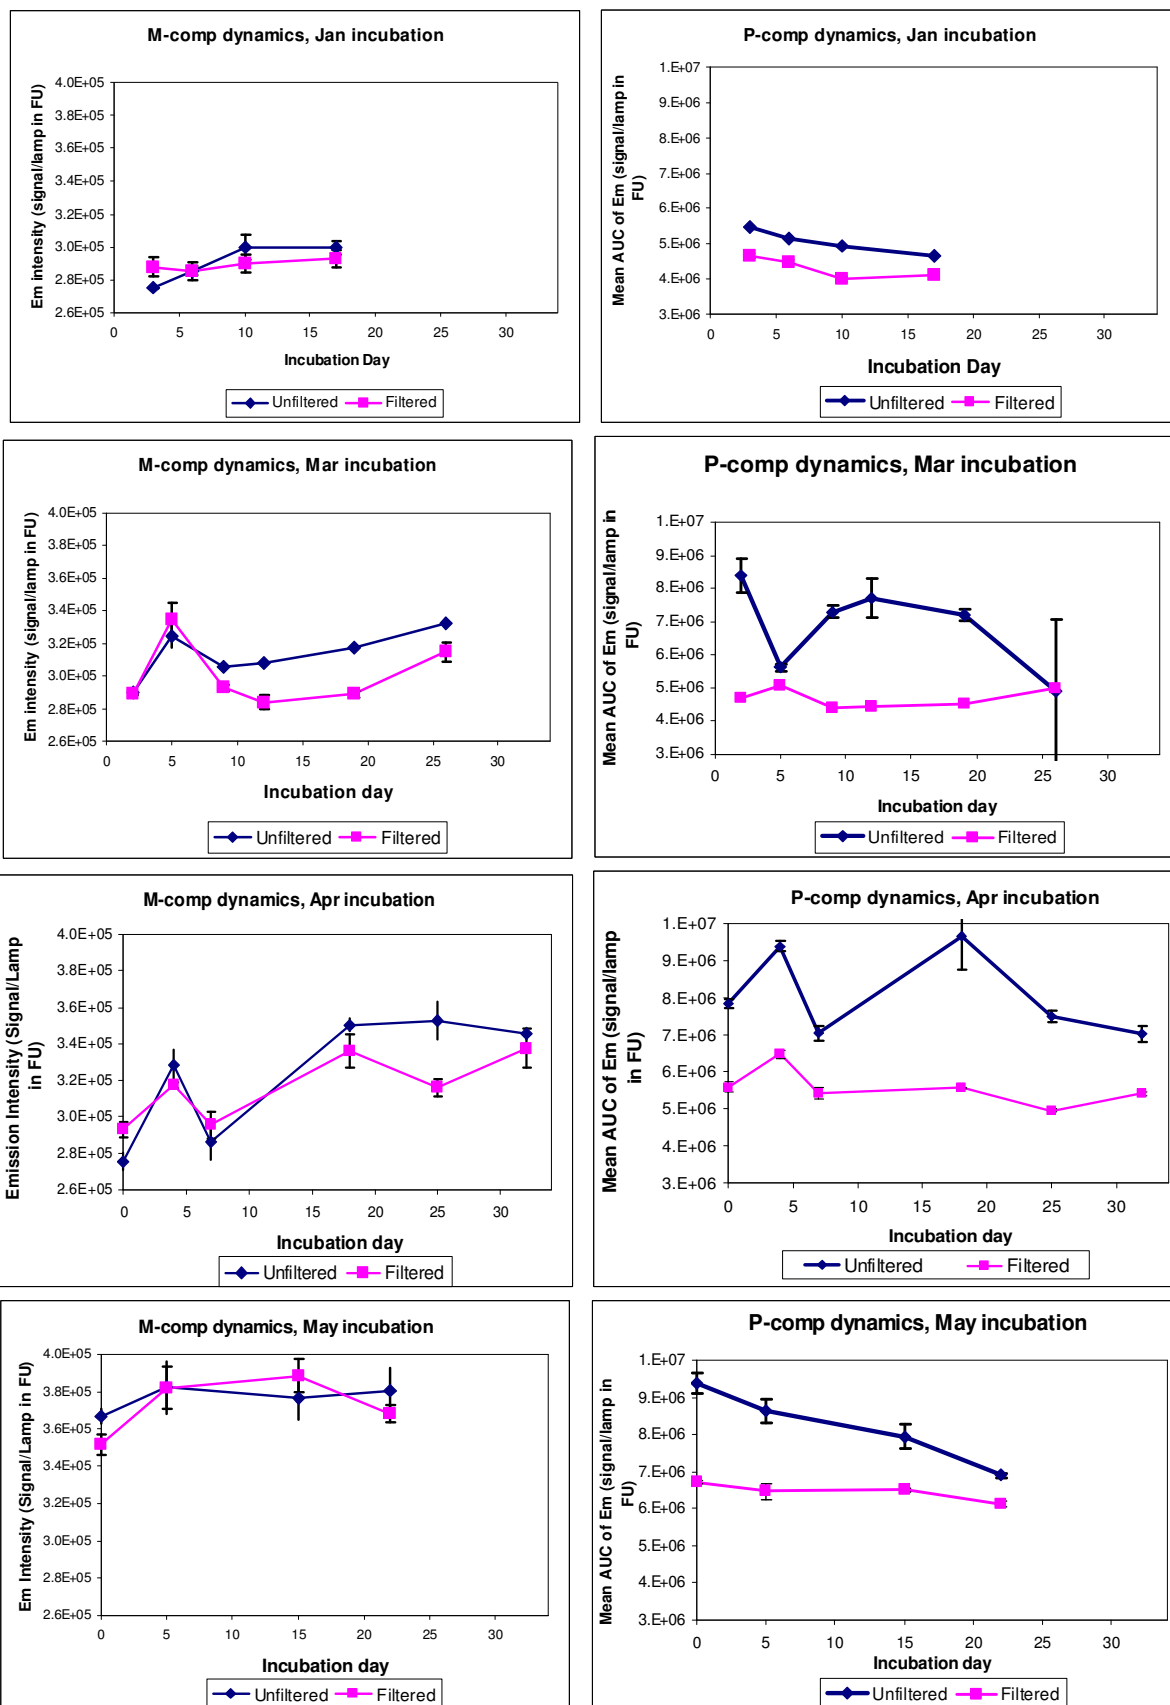 M-comp dynamics, Jan incubation
Em intensity (signal/lamp in FU)
4.0E+05
3.8E+05
3.6E+05
3.4E+05
3.2E+05
3.0E+05
2.8E+05
2.6E+05
0 5 10 15 20 25 30
Incubation Day
Unfiltered Filtered
P-comp dynamics, Jan incubation
Mean AUC of Em (signal/lamp in
FU)
1.E+07
9.E+06
8.E+06
7.E+06
6.E+06
5.E+06
4.E+06
3.E+06
0 5 10 15 20 25 30
Incubation Day
Unfiltered Filtered
M-comp dynamics, Mar incubation
Em intensity (signal/lamp in FU)
4.0E+05
3.8E+05
3.6E+05
3.4E+05
3.2E+05
3.0E+05
2.8E+05
2.6E+05
0 5 10 15 20 25 30
Incubation day
Unfiltered Filtered
P-comp dynamics, Mar incubation
Mean AUC of Em (signal/lamp in
FU)
1.E+07
9.E+06
8.E+06
7.E+06
6.E+06
5.E+06
4.E+06
3.E+06
0 5 10 15 20 25 30
Incubation day
Unfiltered Filtered
M-comp dynamics, Apr incubation
Emission Intensity (Signal/Lamp
in FU)
4.0E+05
3.8E+05
3.6E+05
3.4E+05
3.2E+05
3.0E+05
2.8E+05
2.6E+05
0 5 10 15 20 25 30
Incubation day
Unfiltered Filtered
P-comp dynamics, Apr incubation
Mean AUC of Em (signal/lamp
in FU)
1.E+07
9.E+06
8.E+06
7.E+06
6.E+06
5.E+06
4.E+06
3.E+06
0 5 10 15 20 25 30
Incubation day
Unfiltered Filtered
M-comp dynamics, May incubation
Em Intensity (Signal/Lamp in FU)
4.0E+05
3.8E+05
3.6E+05
3.4E+05
3.2E+05
3.0E+05
2.8E+05
2.6E+05
0 5 10 15 20 25 30
Incubation day
Unfiltered Filtered
P-comp dynamics, May incubation
Mean AUC of Em (signal/lamp in
FU)
1.E+07
9.E+06
8.E+06
7.E+06
6.E+06
5.E+06
4.E+06
3.E+06
0 5 10 15 20 25 30
Incubation day
Unfiltered Filtered